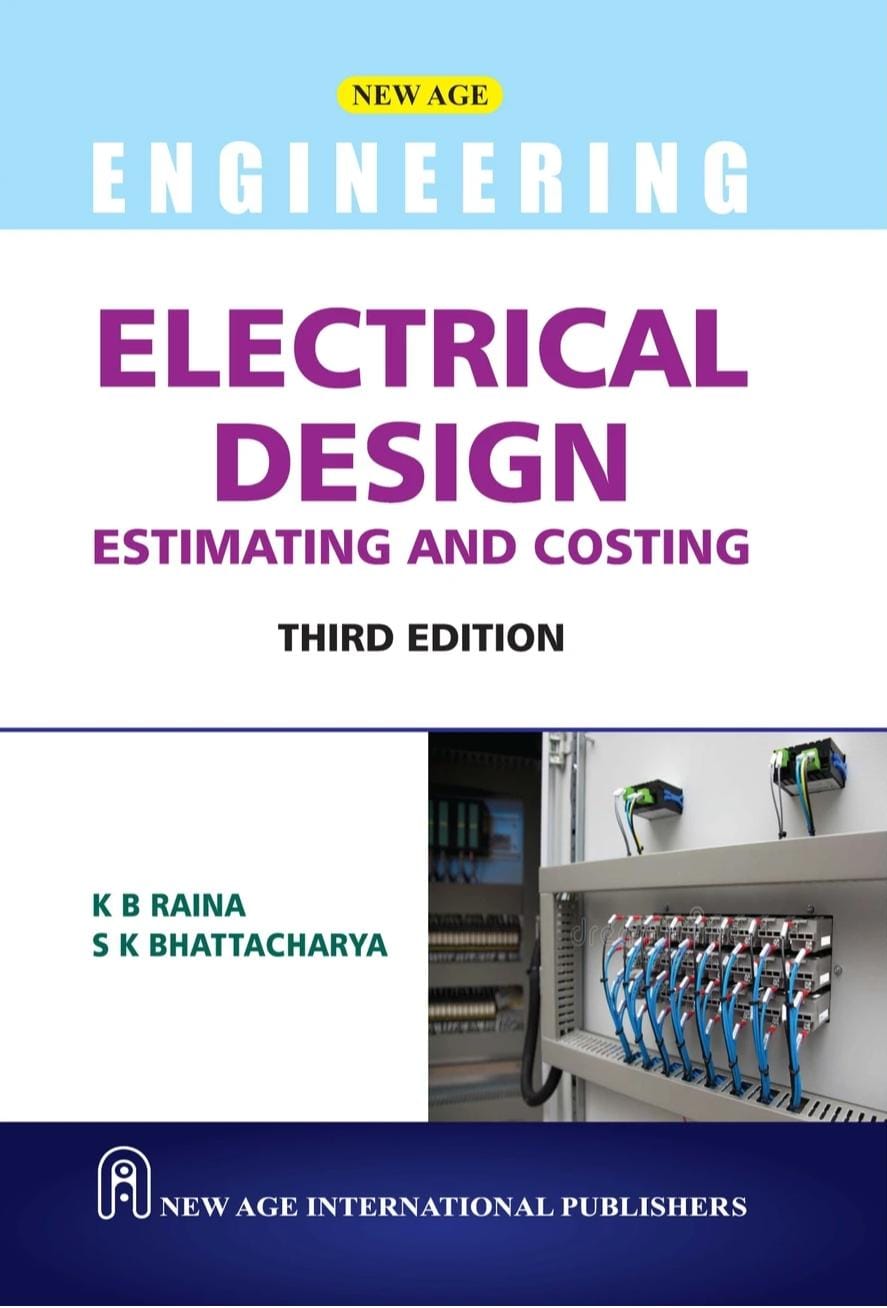 NEW AGE
ENGINEERING
ELECTRICAL
DESIGN
ESTIMATING AND COSTING
THIRD EDITION
K B RAINA
S K BHATTACHARYA
NEW AGE INTERNATIONAL PUBLISHERS